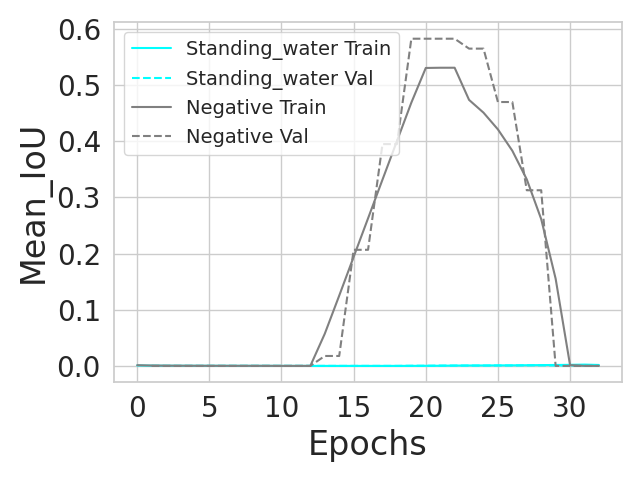 Mean_IoU
0.6
0.5
0.4
0.3
0.2
0.1
0.0
Standing_water Train
Standing_water Val
Negative Train
Negative Val
0 5 10 15 20 25 30
Epochs